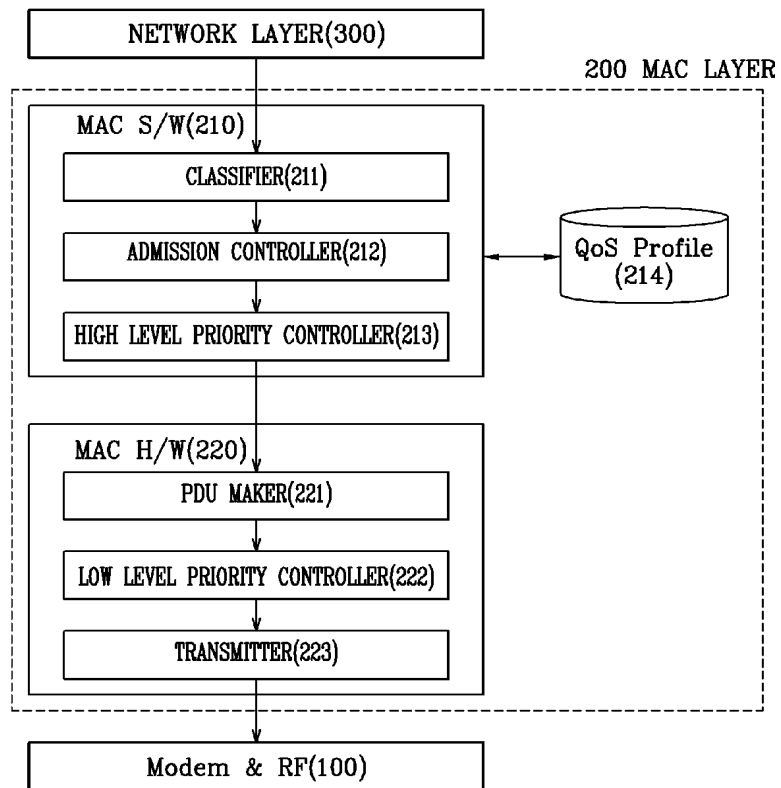 NETWORK LAYER(300)
200 MAC LAYER
MAC S/W(210)
CLASSIFIER(211)
ADMISSION CONTROLLER(212)
HIGH LEVEL PRIORITY CONTROLLER(213)
QoS Profile
(214)
MAC H/W(220)
PDU MAKER(221)
LOW LEVEL PRIORITY CONTROLLER(222)
TRANSMITTER(223)
Modem & RF(100)